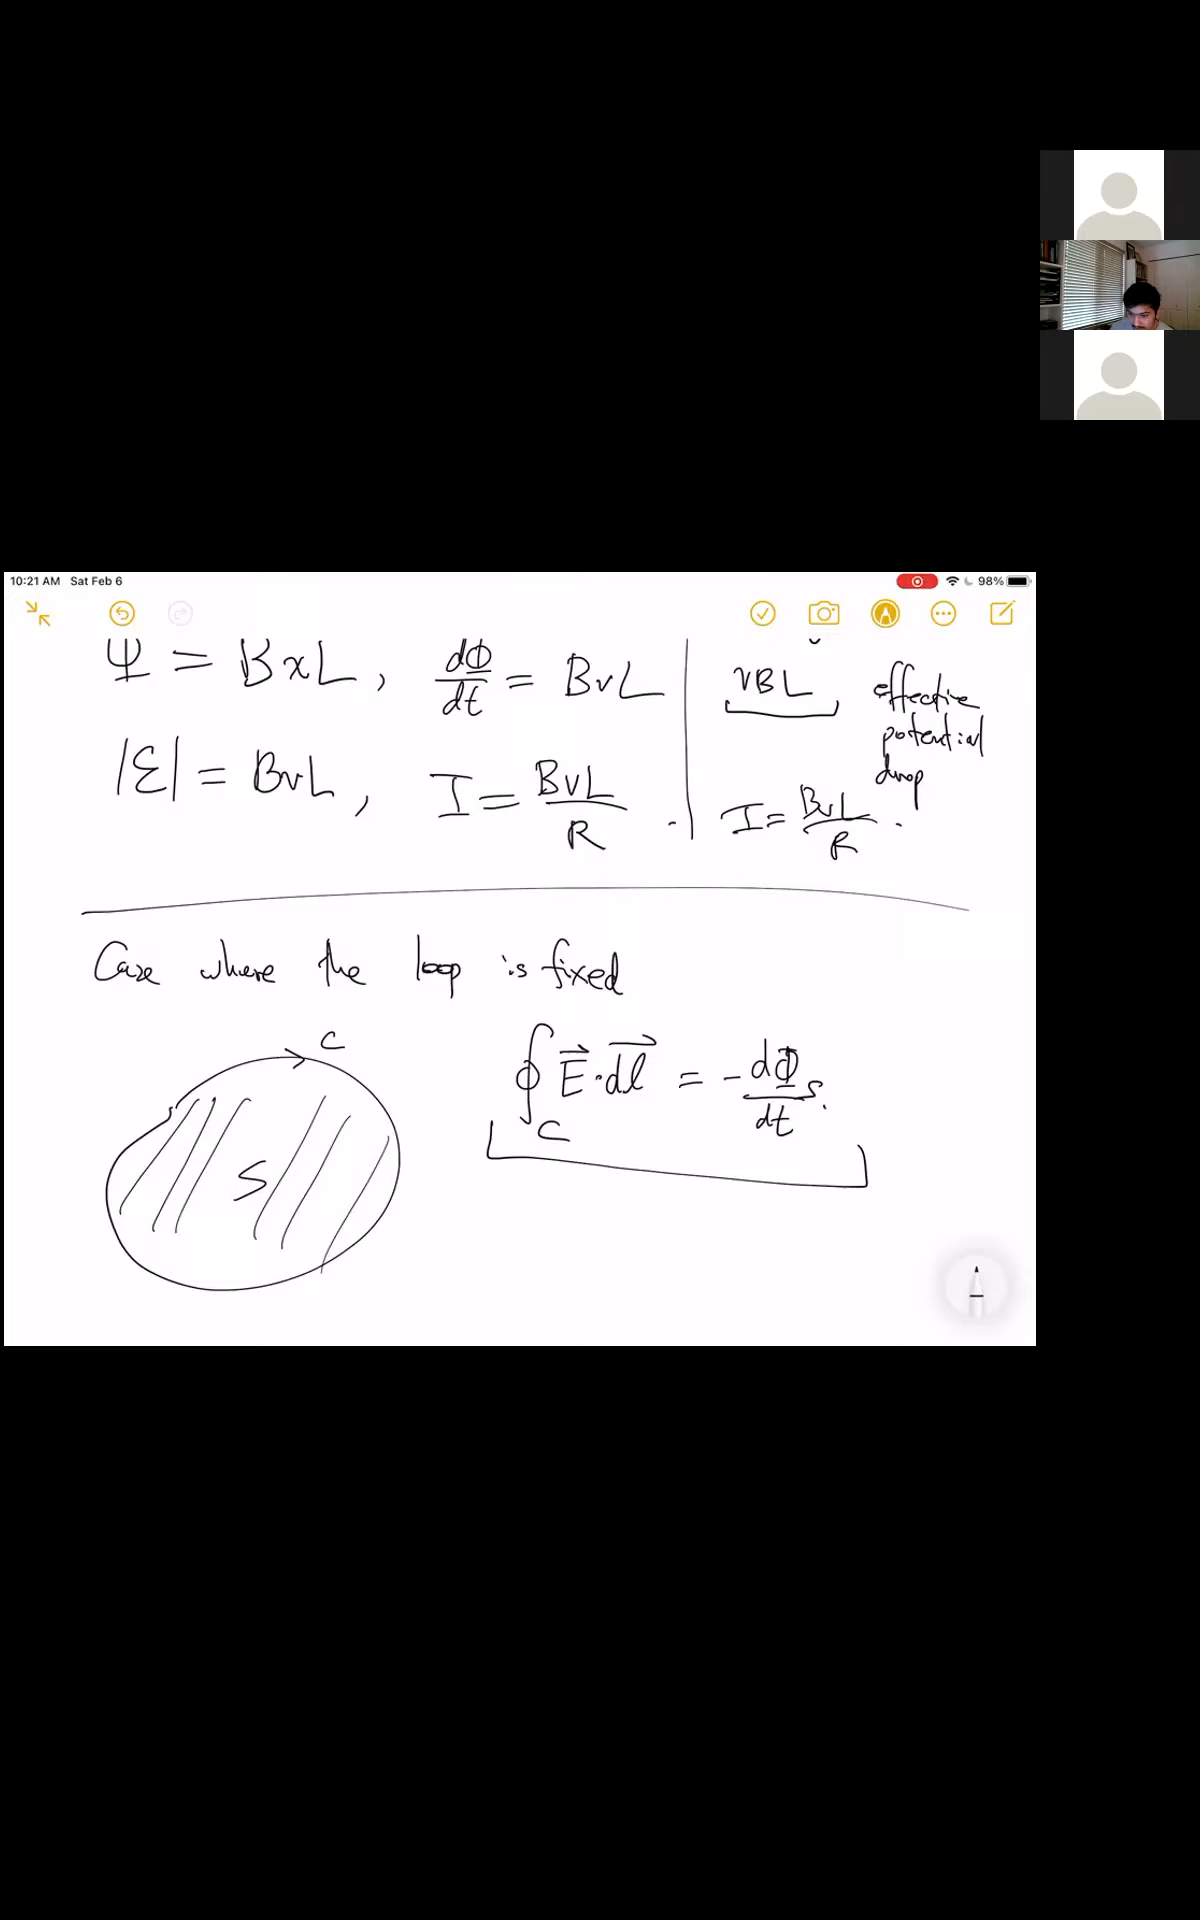 10:21 AM Sat Feb 6
98%
Φ = BxL, dΦ/dt = BvL
|ε| = BvL, I = BvL/R .
vBL
effective
potential
drop
I = BvL/R .
Case where the loop is fixed
C
S
∮_C E⃗·dl⃗ = -dΦ_S/dt.